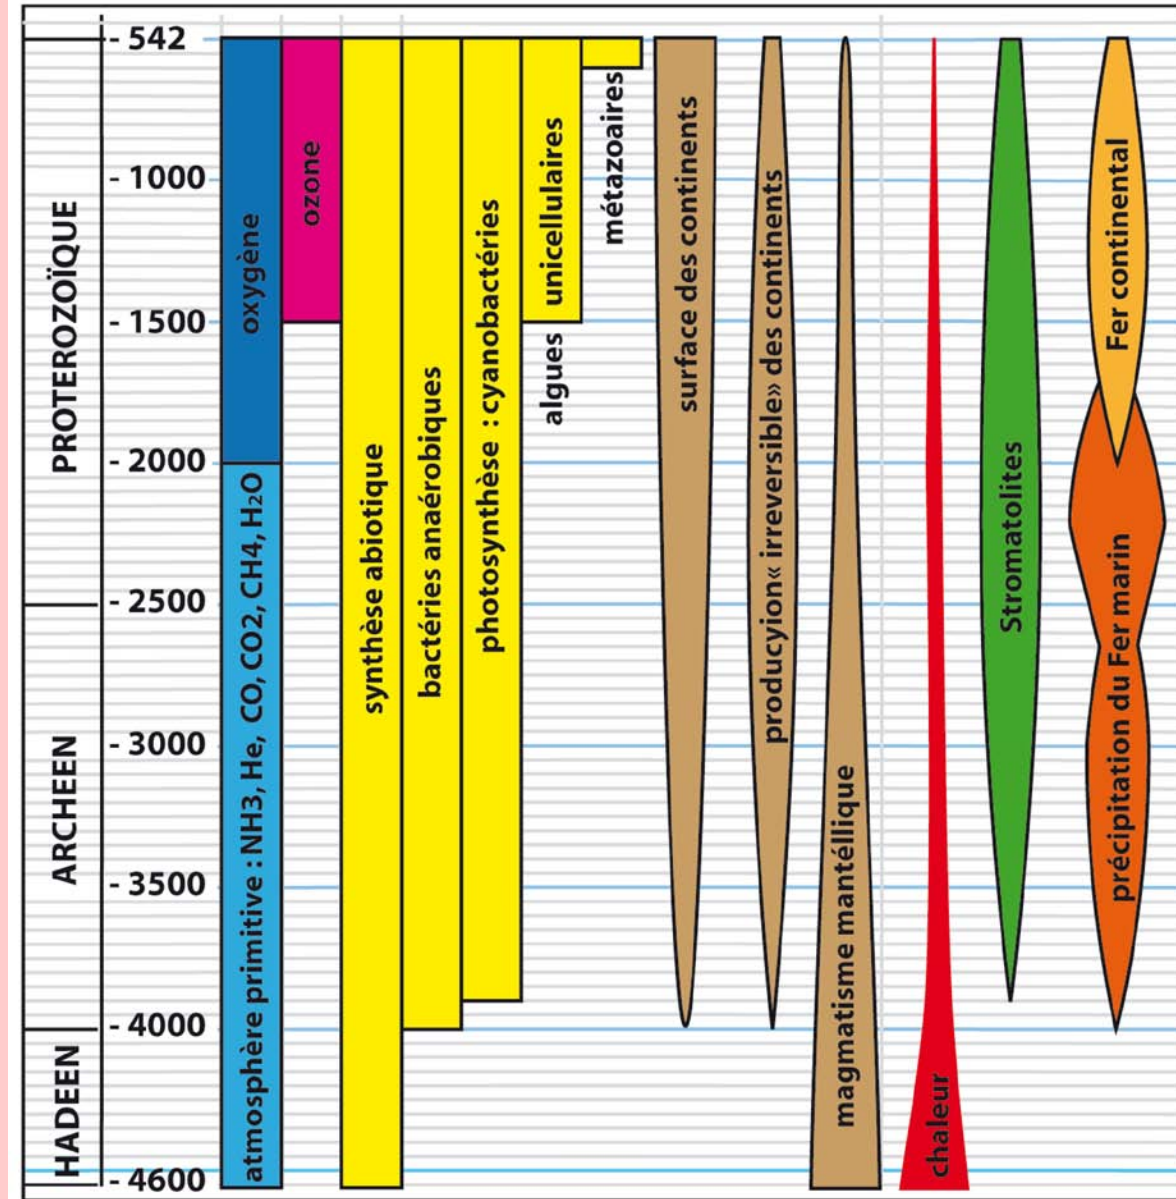 - 542
- 1000
- 1500
- 2000
- 2500
- 3000
- 3500
- 4000
- 4600
PROTEROZOÏQUE
ARCHEEN
HADEEN
oxygène
atmosphère primitive : NH3, He, CO, CO2, CH4, H₂O
ozone
synthèse abiotique
bactéries anaérobiques
photosynthèse : cyanobactéries
algues unicellulaires
métazoaires
surface des continents
producyion« irreversible» des continents
magmatisme mantéllique
chaleur
Stromatolites
Fer continental
précipitation du Fer marin